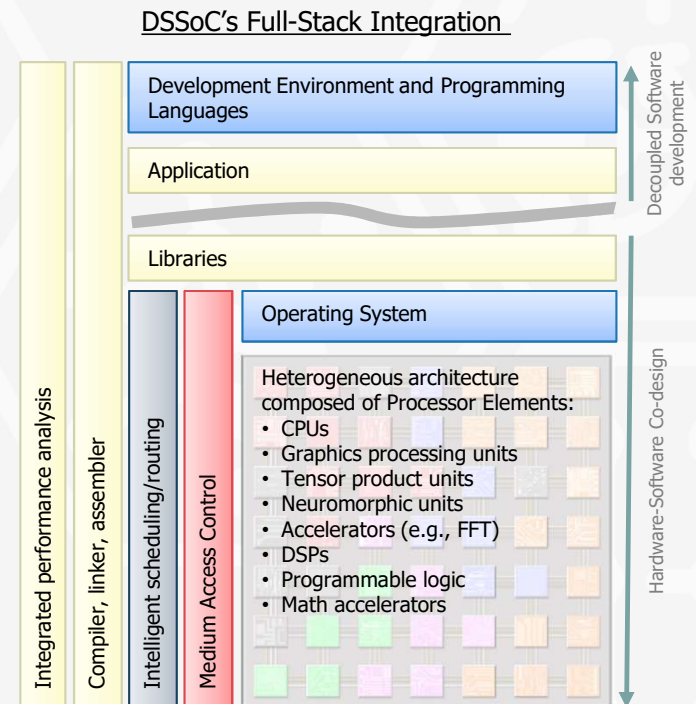 DSSoC's Full-Stack Integration
Development Environment and Programming
Languages
Application
Libraries
Operating System
Heterogeneous architecture
composed of Processor Elements:
• CPUs
• Graphics processing units
• Tensor product units
• Neuromorphic units
• Accelerators (e.g., FFT)
• DSPs
• Programmable logic
• Math accelerators
Integrated performance analysis
Compiler, linker, assembler
Intelligent scheduling/routing
Medium Access Control
Decoupled Software
development
Hardware-Software Co-design